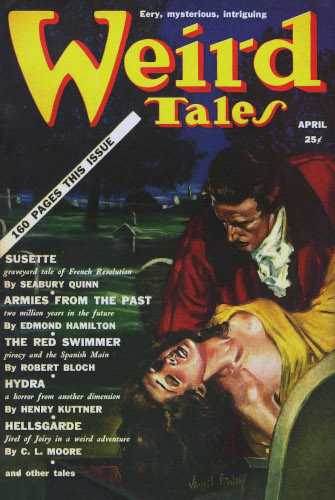 Eery, mysterious, intriguing
Weird
Tales
APRIL
25¢
160 PAGES THIS ISSUE
SUSETTE
graveyard tale of French Revolution
By SEABURY QUINN
ARMIES FROM THE PAST
two million years in the future
By EDMOND HAMILTON
THE RED SWIMMER
piracy and the Spanish Main
By ROBERT BLOCH
HYDRA
a horror from another dimension
By HENRY KUTTNER
HELLSGARDE
Jirel of Joiry in a weird adventure
By C. L. MOORE
and other tales
Virgil Finlay